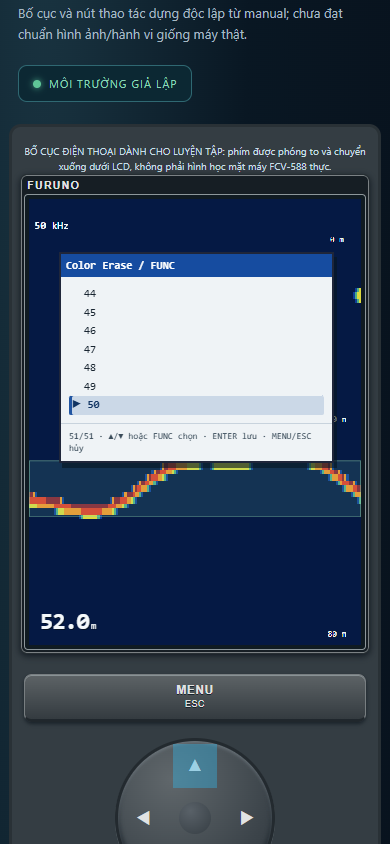 Bố cục và nút thao tác dựng độc lập từ manual; chưa đạt
chuẩn hình ảnh/hành vi giống máy thật.
MÔI TRƯỜNG GIẢ LẬP
BỐ CỤC ĐIỆN THOẠI DÀNH CHO LUYỆN TẬP: phím được phóng to và chuyển
xuống dưới LCD, không phải hình học mặt máy FCV-588 thực.
FURUNO
50 kHz
Color Erase / FUNC
44
45
46
47
48
49
▶ 50
51/51 · ▲/▼ hoặc FUNC chọn · ENTER lưu · MENU/ESC
hủy
52.0m
80 m
MENU
ESC
▲
◀ ▶